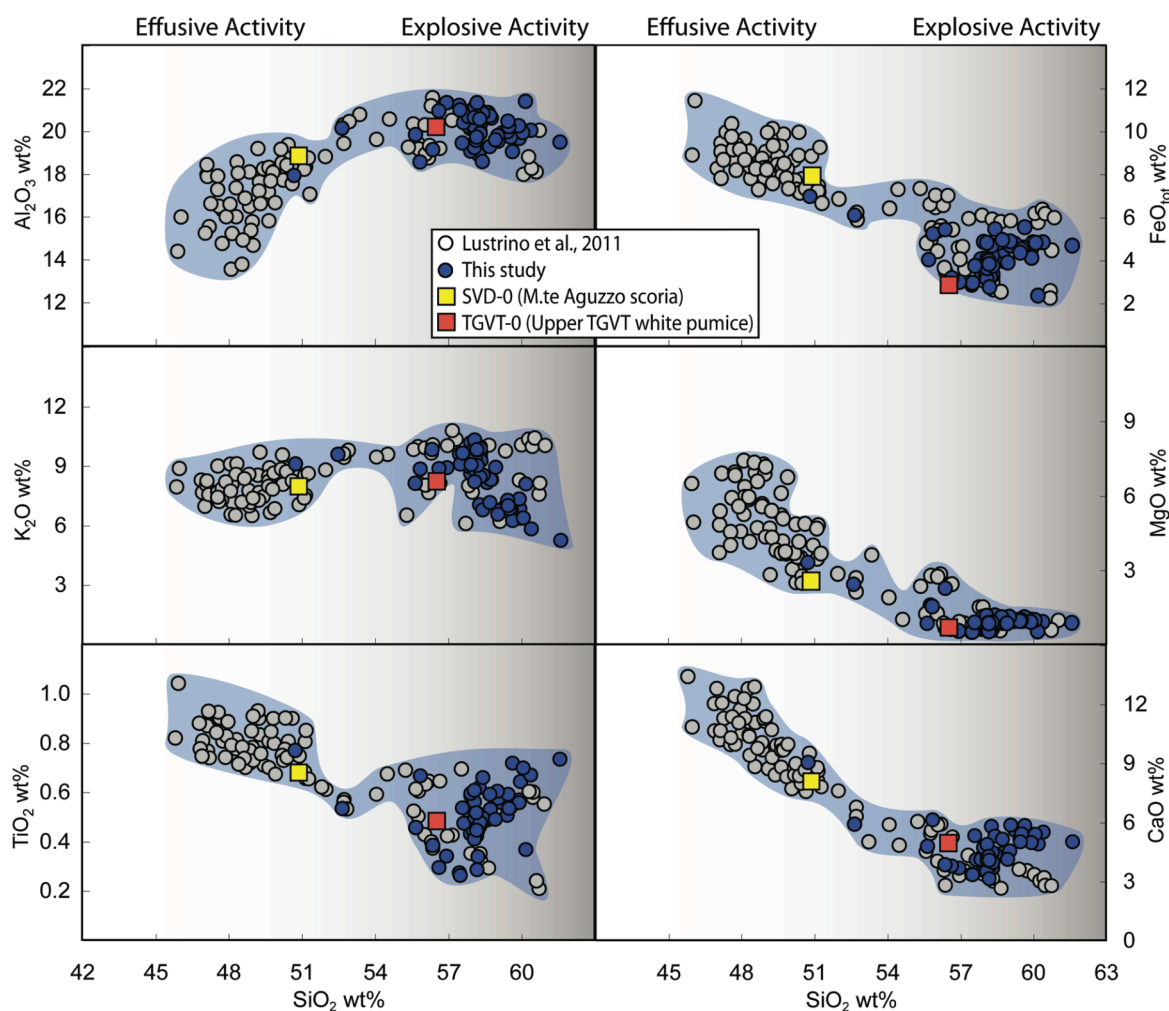 Effusive Activity Explosive Activity Effusive Activity Explosive Activity
22
20
18
16
14
12
Al₂O₃ wt%
12
10
8
6
4
2
FeOtot wt%
Lustrino et al., 2011
This study
SVD-0 (M.te Aguzzo scoria)
TGVT-0 (Upper TGVT white pumice)
12
9
6
3
K₂O wt%
9
6
3
MgO wt%
1.0
0.8
0.6
0.4
0.2
TiO₂ wt%
12
9
6
3
0
CaO wt%
42 45 48 51 54 57 60 45 48 51 54 57 60 63
SiO₂ wt% SiO₂ wt%